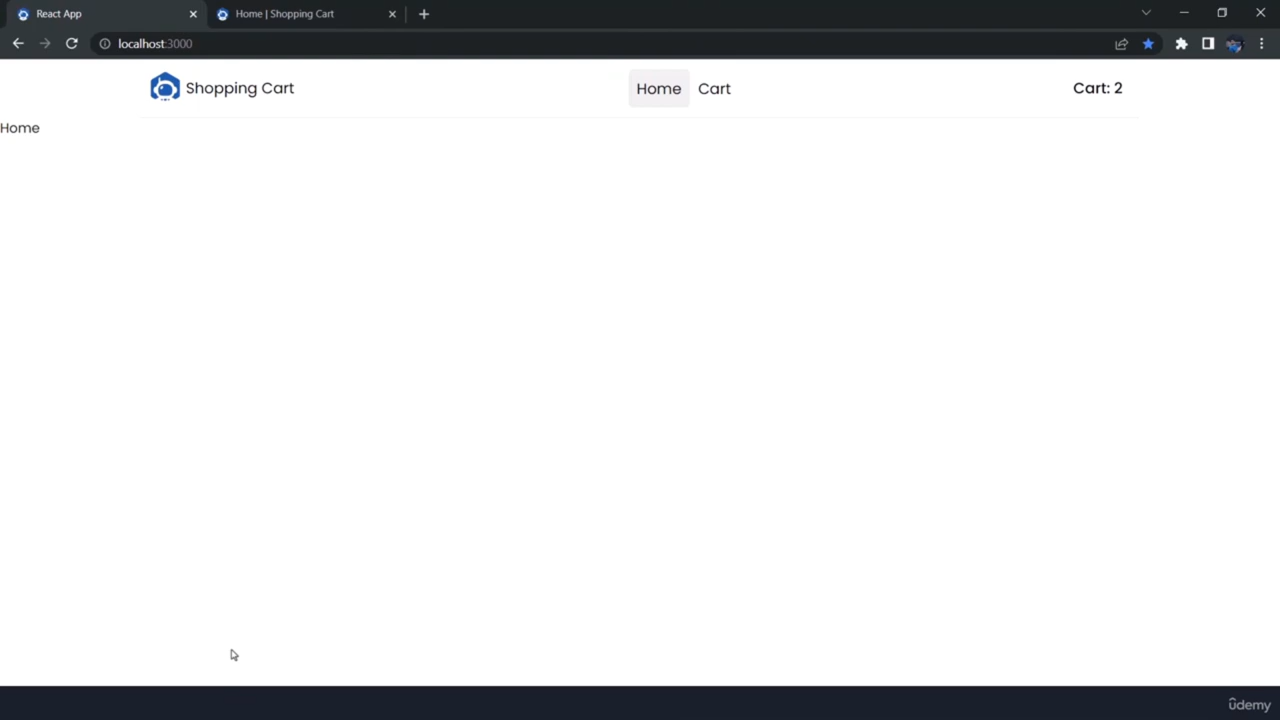 React App
Home | Shopping Cart
localhost:3000
Shopping Cart
Home
Cart
Cart: 2
Home
ûdemy